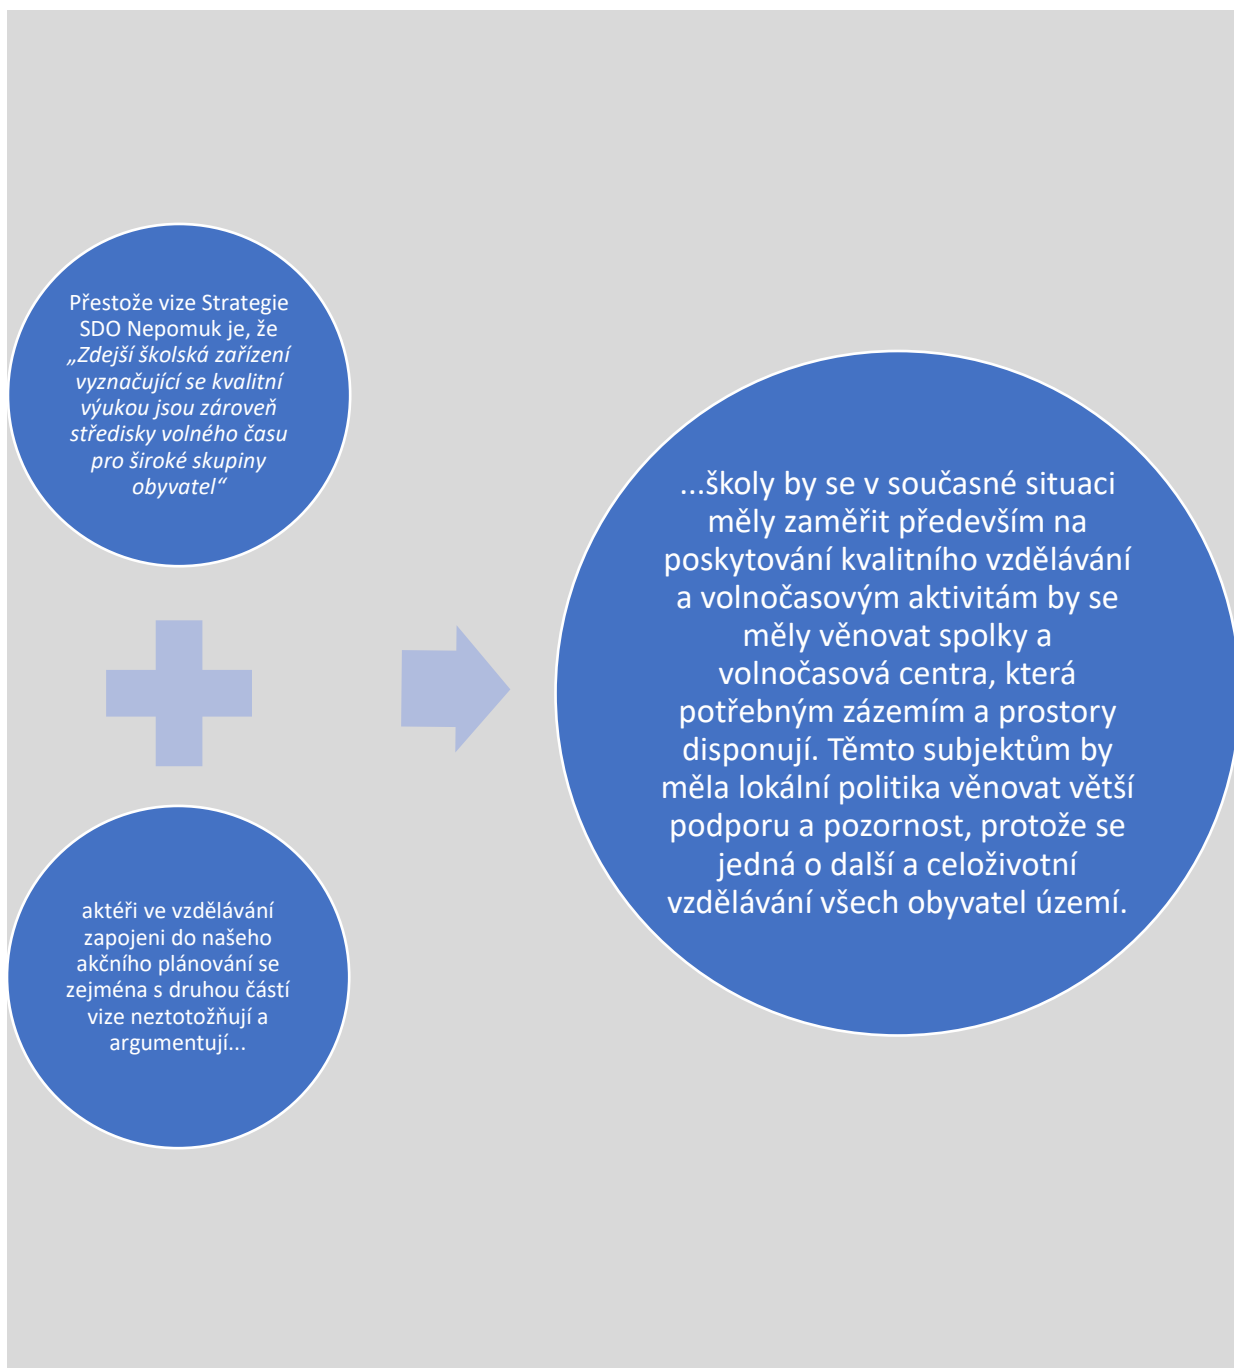 Přestože vize Strategie
SDO Nepomuk je, že
„Zdejší školská zařízení
vyznačující se kvalitní
výukou jsou zároveň
středisky volného času
pro široké skupiny
obyvatel“
aktéři ve vzdělávání
zapojeni do našeho
akčního plánování se
zejména s druhou částí
vize neztotožňují a
argumentují...
...školy by se v současné situaci
měly zaměřit především na
poskytování kvalitního vzdělávání
a volnočasovým aktivitám by se
měly věnovat spolky a
volnočasová centra, která
potřebným zázemím a prostory
disponují. Těmto subjektům by
měla lokální politika věnovat větší
podporu a pozornost, protože se
jedná o další a celoživotní
vzdělávání všech obyvatel území.